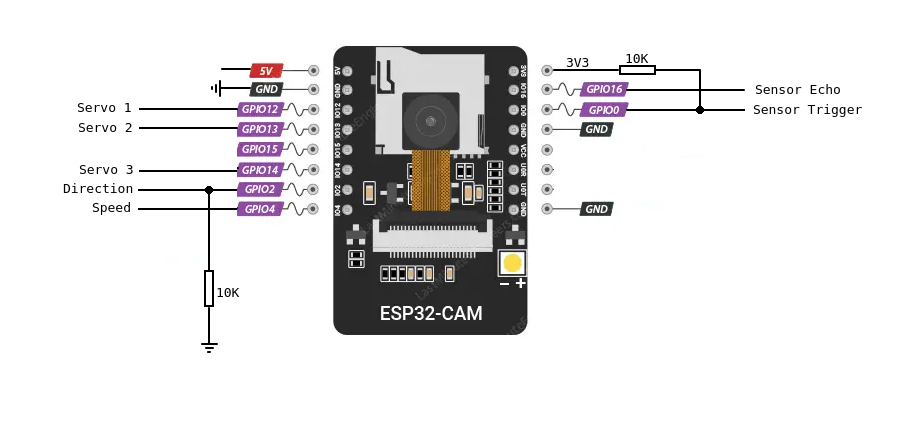 3V3 10K
5V
GND
Servo 1 GPIO12
Servo 2 GPIO13
GPIO15
Servo 3 GPIO14
Direction GPIO2
Speed GPIO4
10K
5V
GND
IO12
IO13
IO15
IO14
IO2
IO4
3V3
IO16
IO0
GND
VCC
U0R
U0T
GND
GPIO16 Sensor Echo
GPIO0 Sensor Trigger
GND
GND
− +
ESP32-CAM